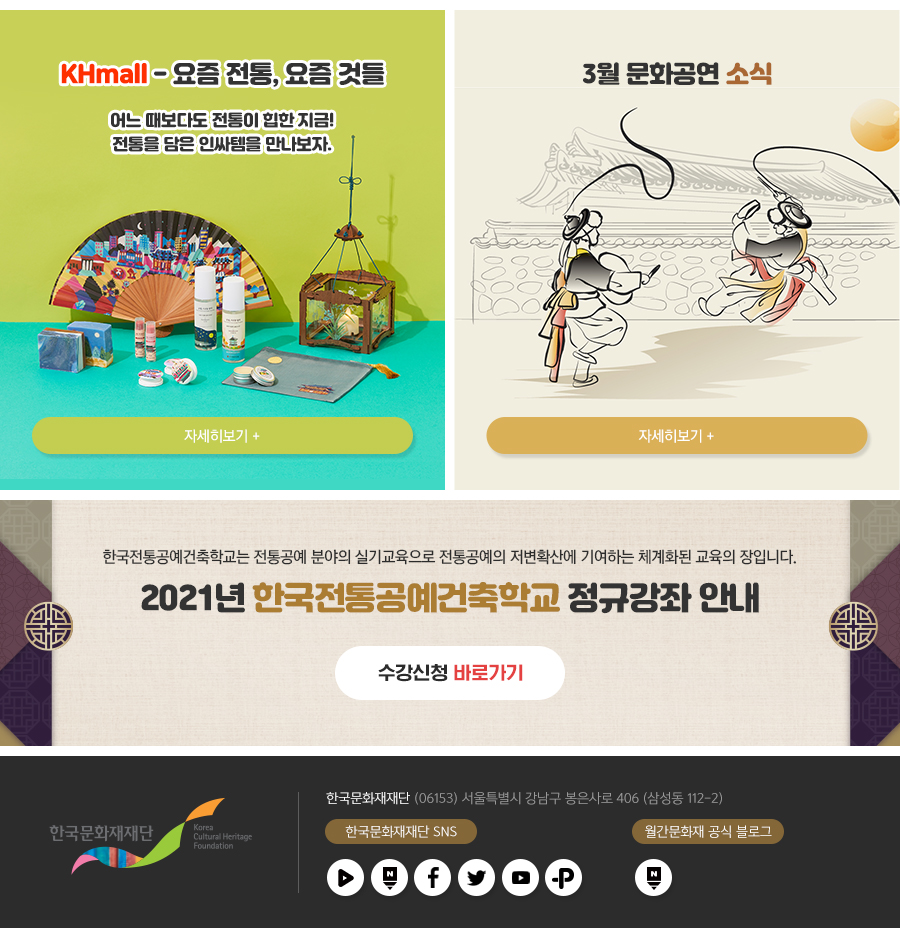 KHmall - 요즘 전통, 요즘 것들
어느 때보다도 전통이 힙한 지금!
전통을 담은 인싸템을 만나보자.
자세히보기 +
3월 문화공연 소식
자세히보기 +
한국전통공예건축학교는 전통공예 분야의 실기교육으로 전통공예의 저변확산에 기여하는 체계화된 교육의 장입니다.
2021년 한국전통공예건축학교 정규강좌 안내
수강신청 바로가기
한국문화재재단
Korea
Cultural Heritage
Foundation
한국문화재재단 (06153) 서울특별시 강남구 봉은사로 406 (삼성동 112-2)
한국문화재재단 SNS
월간문화재 공식 블로그